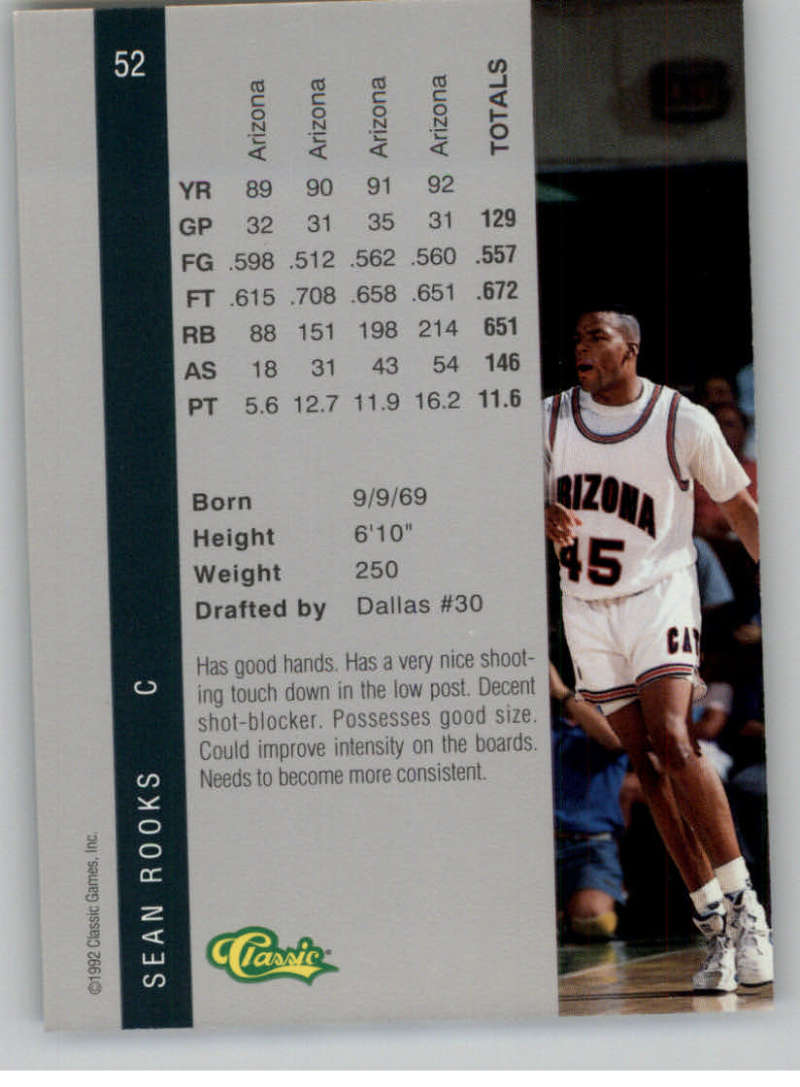 52
Arizona Arizona Arizona Arizona TOTALS
YR 89 90 91 92
GP 32 31 35 31 129
FG .598 .512 .562 .560 .557
FT .615 .708 .658 .651 .672
RB 88 151 198 214 651
AS 18 31 43 54 146
PT 5.6 12.7 11.9 16.2 11.6
Born 9/9/69
Height 6'10"
Weight 250
Drafted by Dallas #30
Has good hands. Has a very nice shoot-
ing touch down in the low post. Decent
shot-blocker. Possesses good size.
Could improve intensity on the boards.
Needs to become more consistent.
SEAN ROOKS C
©1992 Classic Games, Inc.
Classic
RIZONA
45
CAT